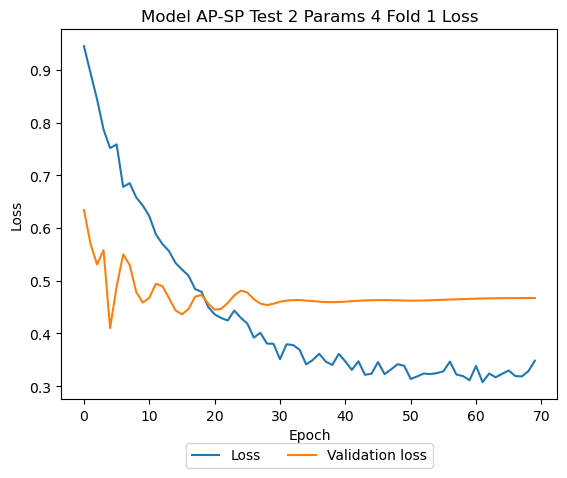 Model AP-SP Test 2 Params 4 Fold 1 Loss
Loss
0.9
0.8
0.7
0.6
0.5
0.4
0.3
0 10 20 30 40 50 60 70
Epoch
Loss Validation loss